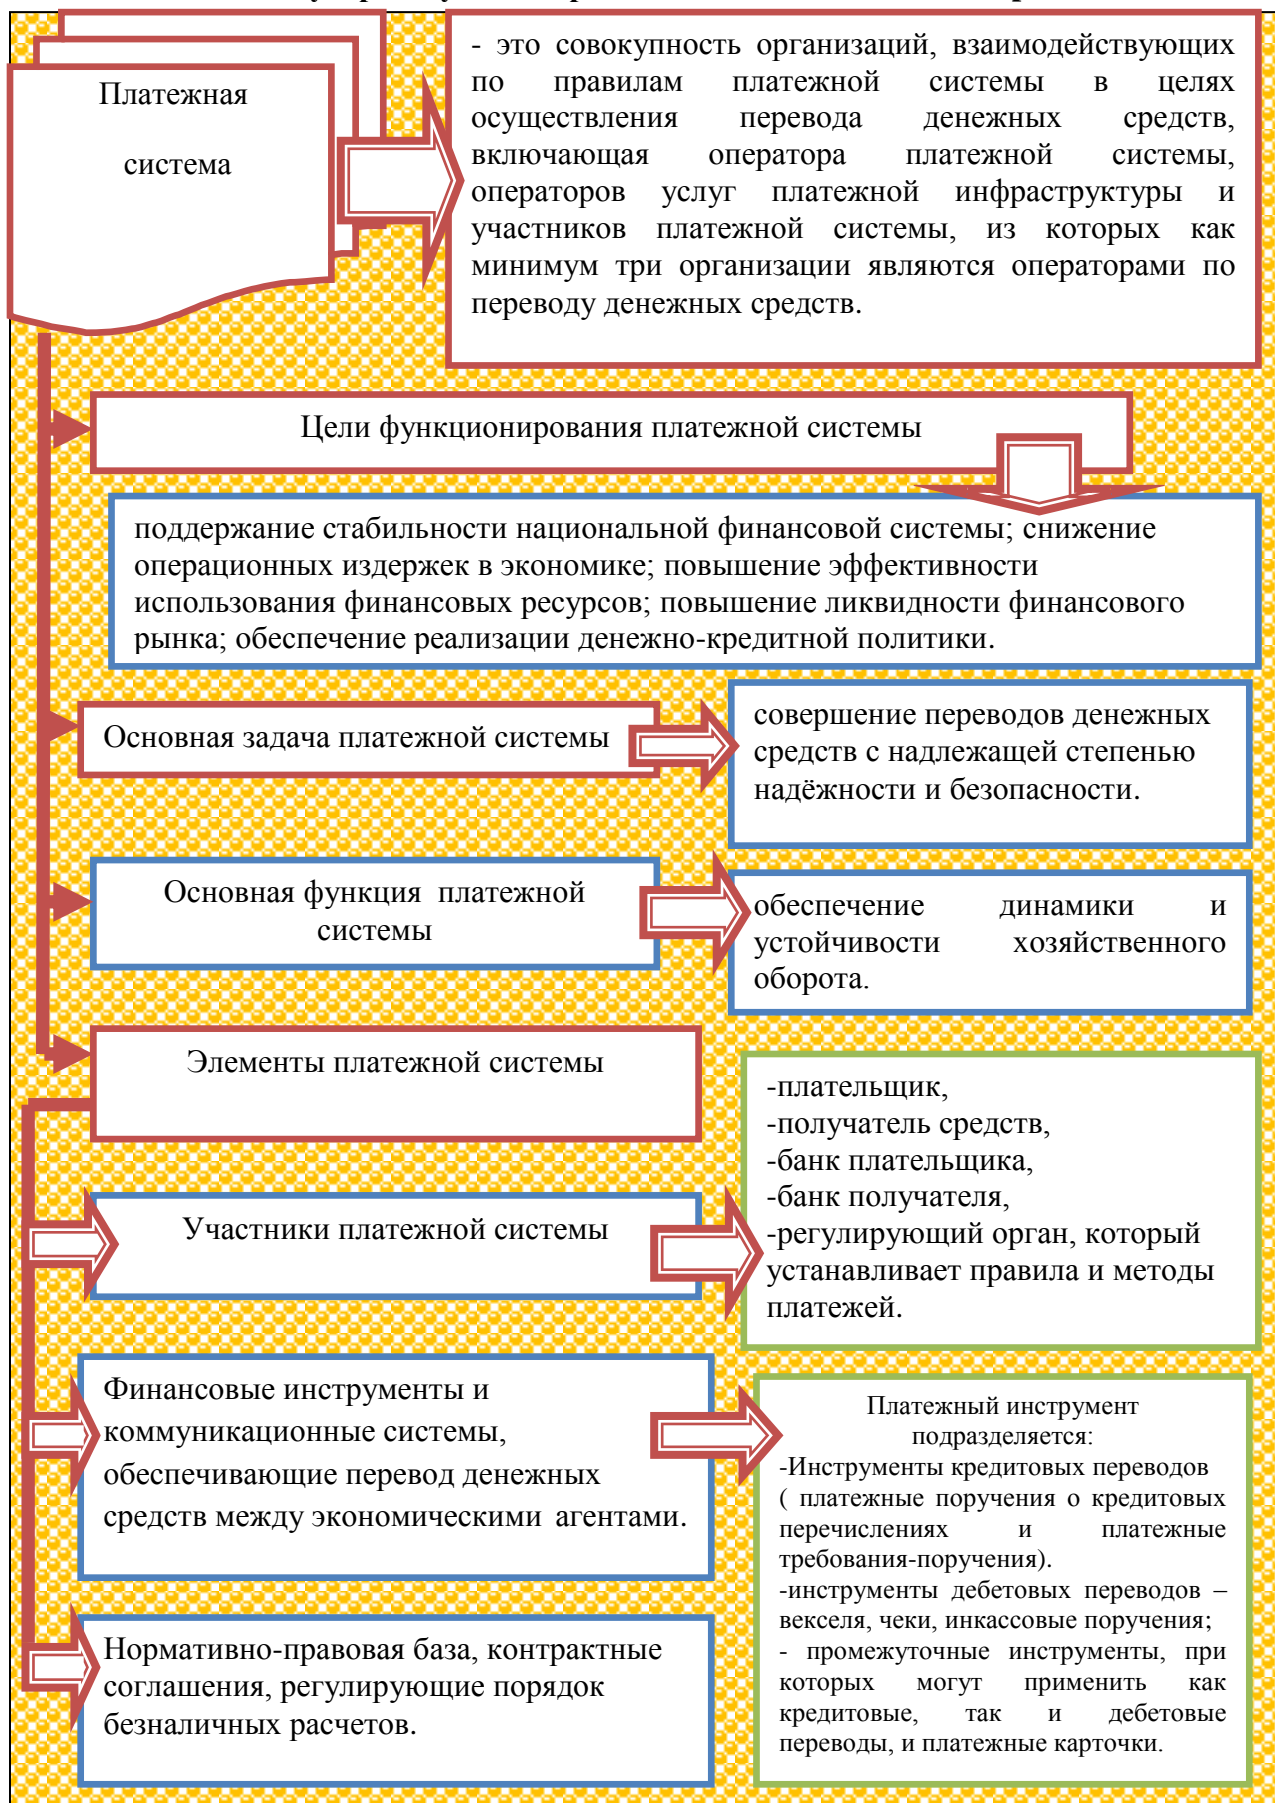 Платежная
система
- это совокупность организаций, взаимодействующих
по правилам платежной системы в целях
осуществления перевода денежных средств,
включающая оператора платежной системы,
операторов услуг платежной инфраструктуры и
участников платежной системы, из которых как
минимум три организации являются операторами по
переводу денежных средств.
Цели функционирования платежной системы
поддержание стабильности национальной финансовой системы; снижение
операционных издержек в экономике; повышение эффективности
использования финансовых ресурсов; повышение ликвидности финансового
рынка; обеспечение реализации денежно-кредитной политики.
Основная задача платежной системы
совершение переводов денежных
средств с надлежащей степенью
надёжности и безопасности.
Основная функция платежной
системы
обеспечение динамики и
устойчивости хозяйственного
оборота.
Элементы платежной системы
Участники платежной системы
-плательщик,
-получатель средств,
-банк плательщика,
-банк получателя,
-регулирующий орган, который
устанавливает правила и методы
платежей.
Финансовые инструменты и
коммуникационные системы,
обеспечивающие перевод денежных
средств между экономическими агентами.
Платежный инструмент
подразделяется:
-Инструменты кредитовых переводов
( платежные поручения о кредитовых
перечислениях и платежные
требования-поручения).
-инструменты дебетовых переводов –
векселя, чеки, инкассовые поручения;
- промежуточные инструменты, при
которых могут применить как
кредитовые, так и дебетовые
переводы, и платежные карточки.
Нормативно-правовая база, контрактные
соглашения, регулирующие порядок
безналичных расчетов.